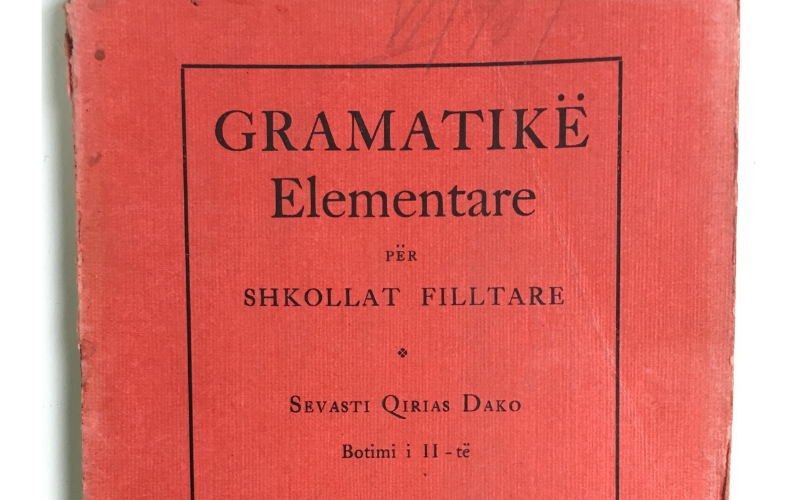 GRAMATIKË
Elementare
PËR
SHKOLLAT FILLTARE
SEVASTI QIRIAS DAKO
Botimi i II-të